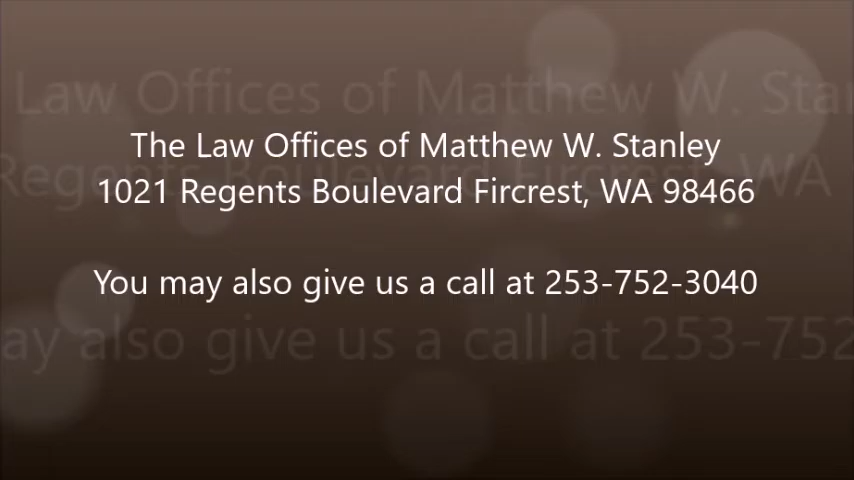 The Law Offices of Matthew W. Stanley
1021 Regents Boulevard Fircrest, WA 98466
You may also give us a call at 253-752-3040